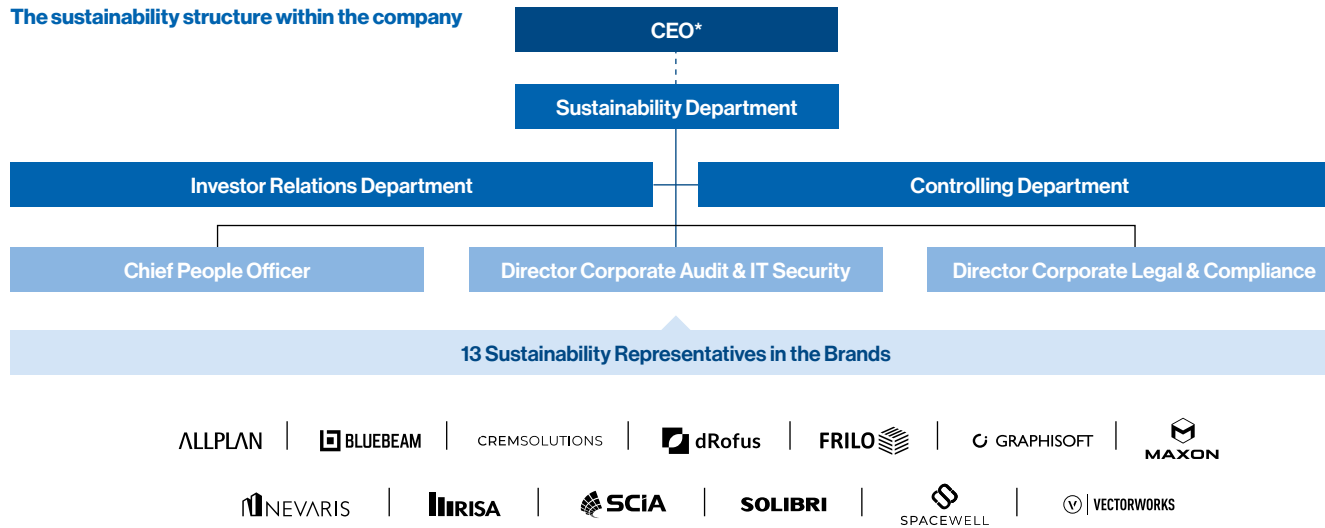 The sustainability structure within the company
CEO*
Sustainability Department
Investor Relations Department
Controlling Department
Chief People Officer
Director Corporate Audit & IT Security
Director Corporate Legal & Compliance
13 Sustainability Representatives in the Brands
ALLPLAN
BLUEBEAM
CREMSOLUTIONS
dRofus
FRILO
GRAPHISOFT
MAXON
NEVARIS
RISA
SCiA
SOLIBRI
SPACEWELL
V VECTORWORKS